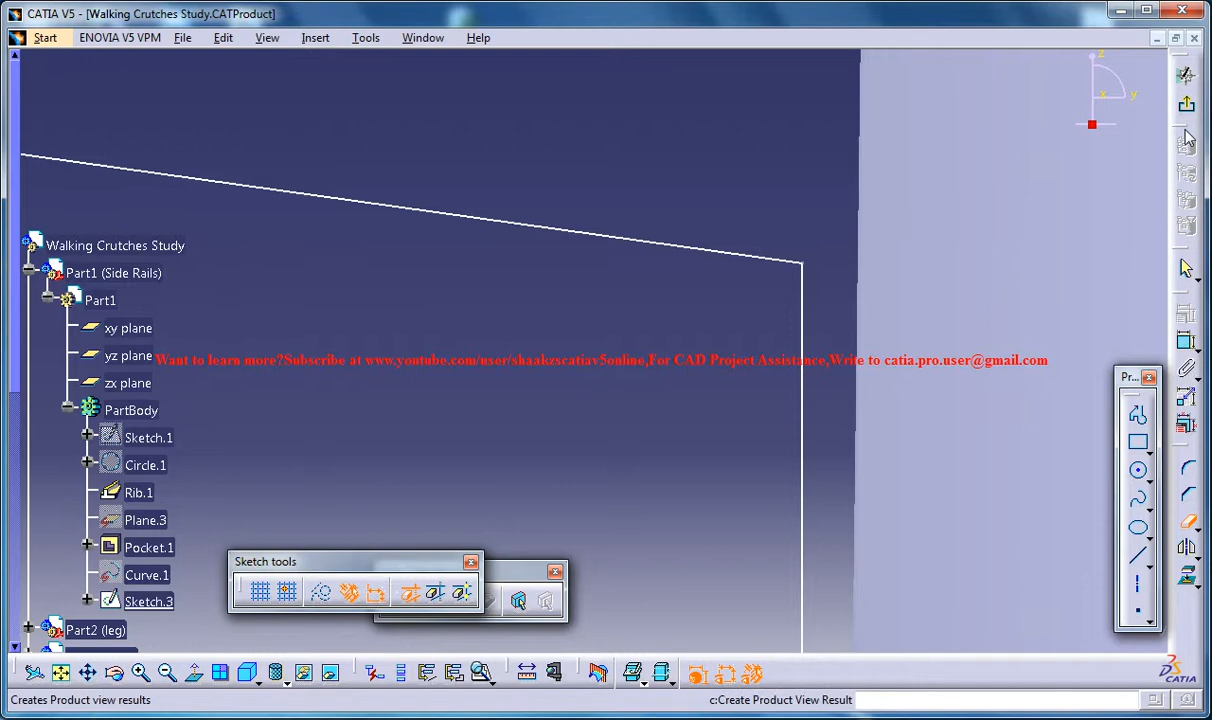 CATIA V5 - [Walking Crutches Study.CATProduct]
Start ENOVIA V5 VPM File Edit View Insert Tools Window Help
z
x y
Walking Crutches Study
Part1 (Side Rails)
Part1
xy plane
yz plane
Want to learn more?Subscribe at www.youtube.com/user/shaakzscatiav5online,For CAD Project Assistance,Write to catia.pro.user@gmail.com
zx plane
Pr...
PartBody
Sketch.1
Circle.1
Rib.1
Plane.3
Pocket.1
Curve.1
Sketch.3
Part2 (leg)
Sketch tools
Creates Product view results
c:Create Product View Result
CATIA